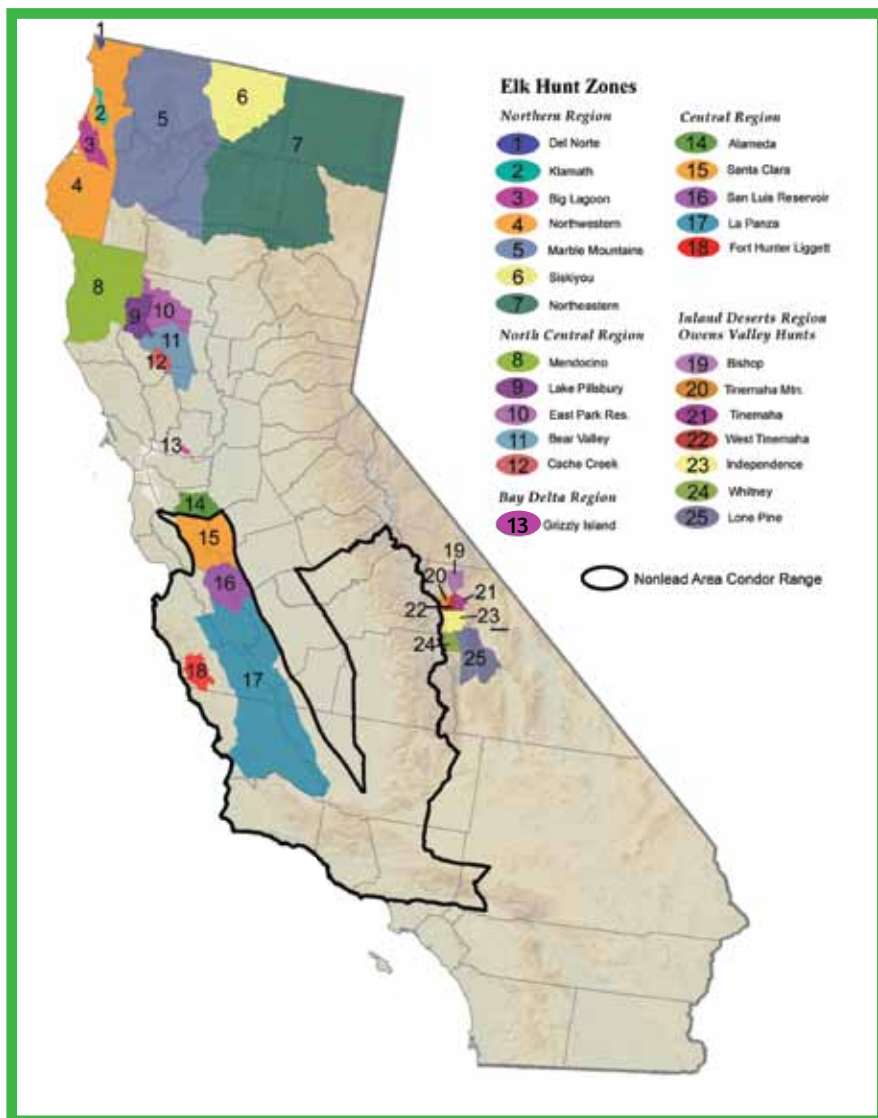 Elk Hunt Zones
Northern Region
1 Del Norte
2 Klamath
3 Big Lagoon
4 Northwestern
5 Marble Mountains
6 Siskiyou
7 Northeastern
North Central Region
8 Mendocino
9 Lake Pillsbury
10 East Park Res.
11 Bear Valley
12 Cache Creek
Bay Delta Region
13 Grizzly Island
Central Region
14 Alameda
15 Santa Clara
16 San Luis Reservoir
17 La Panza
18 Fort Hunter Liggett
Inland Deserts Region
Owens Valley Hunts
19 Bishop
20 Tinemaha Mtn.
21 Tinemaha
22 West Tinemaha
23 Independence
24 Whitney
25 Lone Pine
Nonlead Area Condor Range
1
2
3
4
5
6
7
8
9
10
11
12
13
14
15
16
17
18
19
20
21
22
23
24
25